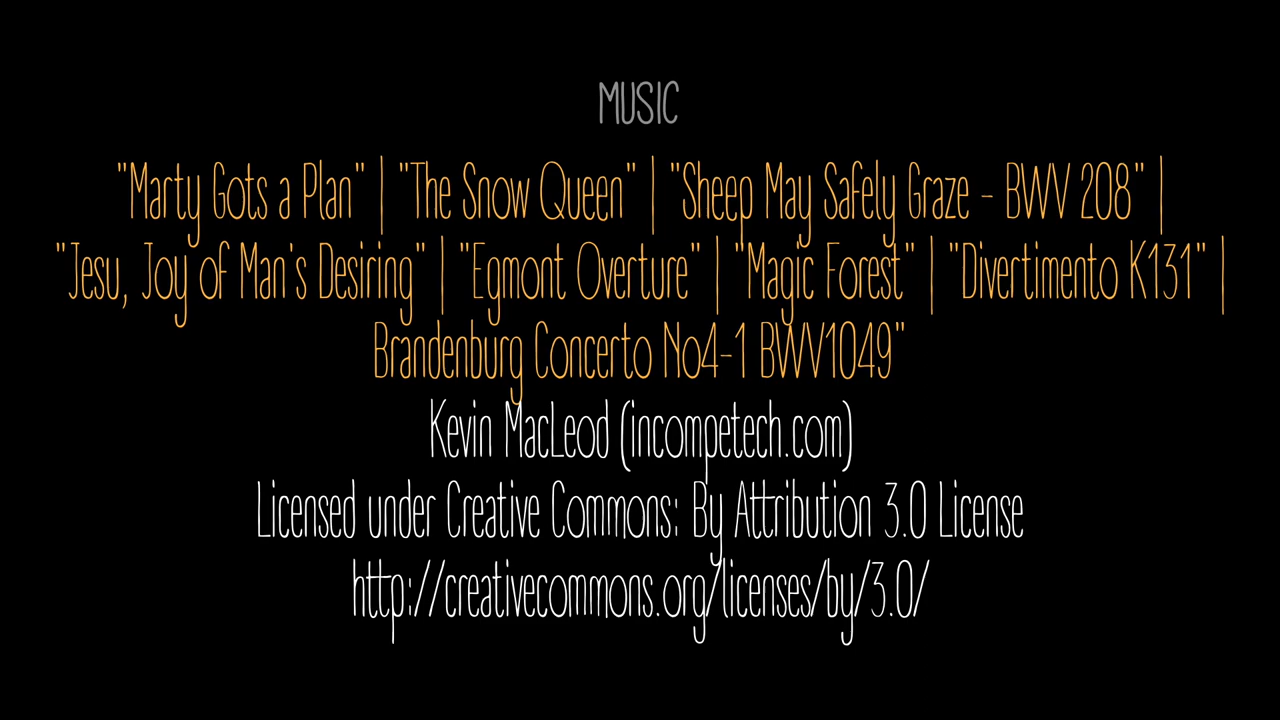 MUSIC
"Marty Gots a Plan" | "The Snow Queen" | "Sheep May Safely Graze - BWV 208" |
"Jesu, Joy of Man's Desiring" | "Egmont Overture" | "Magic Forest" | "Divertimento K131" |
Brandenburg Concerto No4-1 BWV1049"
Kevin MacLeod (incompetech.com)
Licensed under Creative Commons: By Attribution 3.0 License
http://creativecommons.org/licenses/by/3.0/